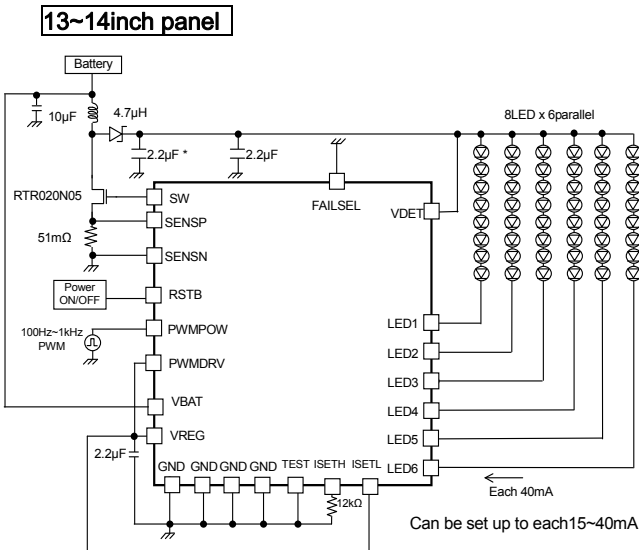 13~14inch panel
Battery
10µF
4.7µH
8LED x 6parallel
2.2µF *
2.2µF
RTR020N05
SW
FAILSEL
SENSP
VDET
51mΩ
SENSN
Power
ON/OFF
RSTB
100Hz~1kHz
PWM
PWMPOW
LED1
LED2
PWMDRV
LED3
VBAT
LED4
VREG
LED5
2.2µF
GND GND GND GND TEST ISETH ISETL
LED6
12kΩ
Each 40mA
Can be set up to each15~40mA